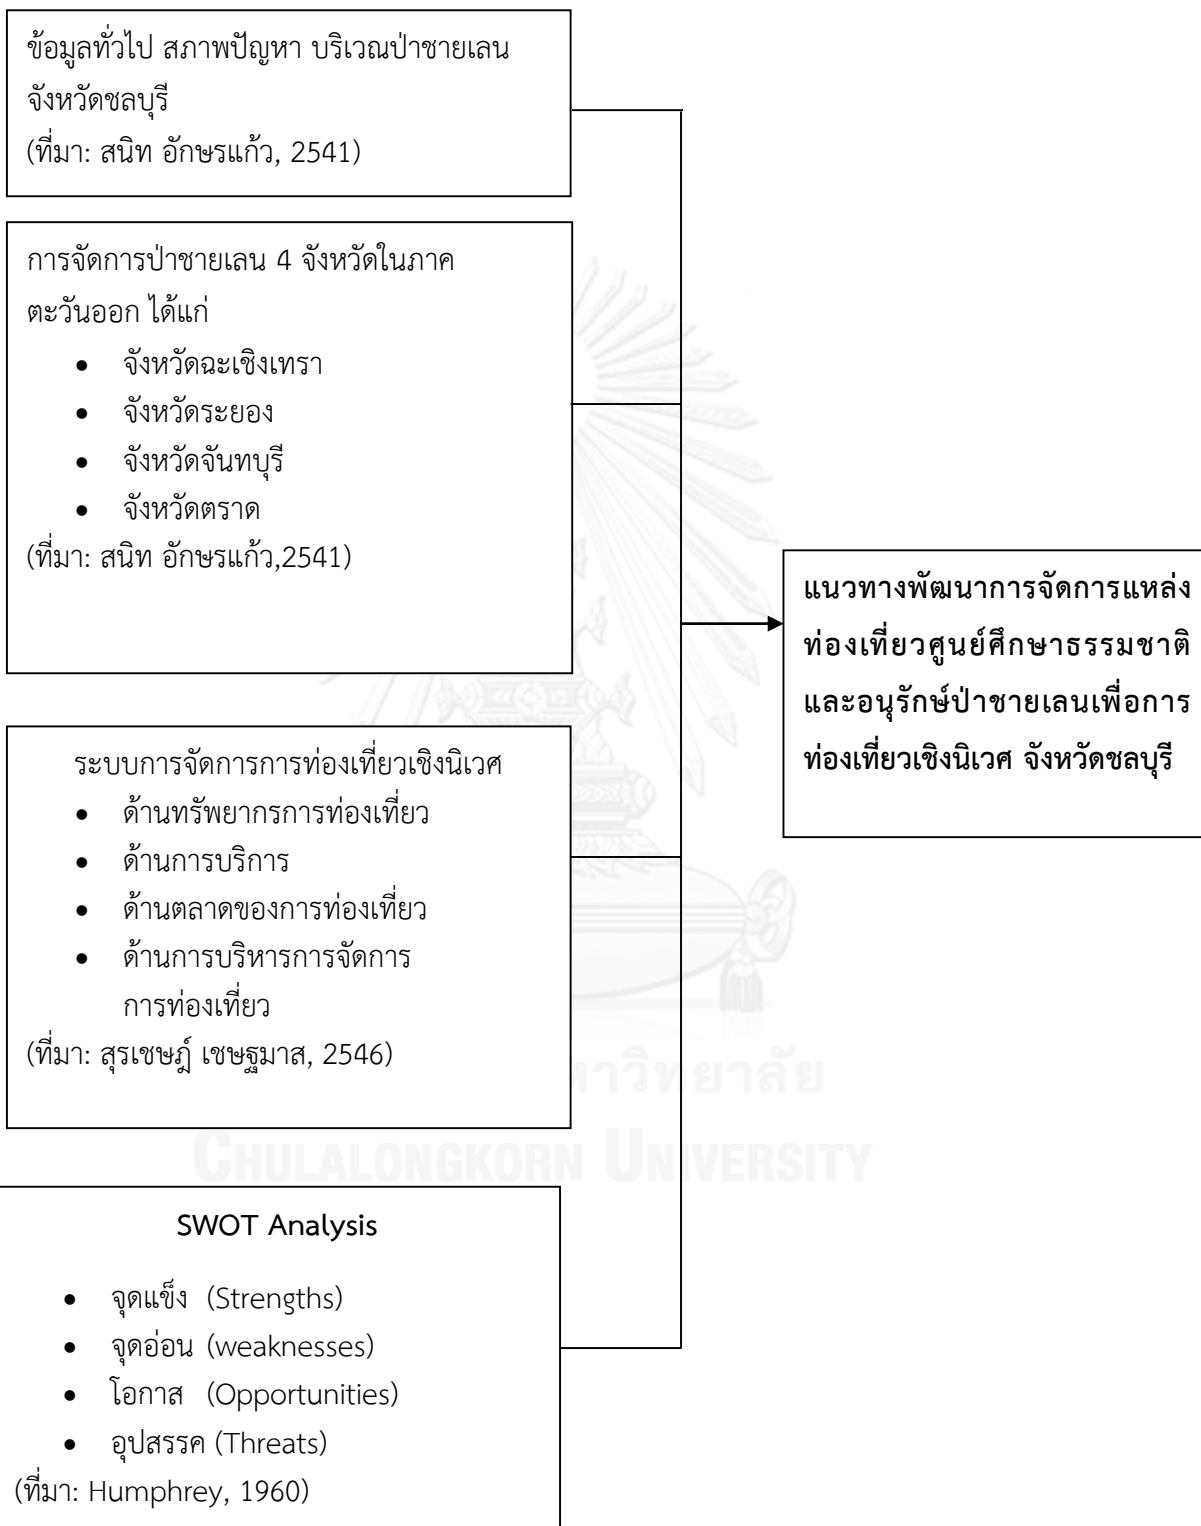 ข้อมูลทั่วไป สภาพปัญหา บริเวณป่าชายเลน
จังหวัดชลบุรี
(ที่มา: สนิท อักษรแก้ว, 2541)
การจัดการป่าชายเลน 4 จังหวัดในภาค
ตะวันออก ได้แก่
• จังหวัดฉะเชิงเทรา
• จังหวัดระยอง
• จังหวัดจันทบุรี
• จังหวัดตราด
(ที่มา: สนิท อักษรแก้ว,2541)
ระบบการจัดการการท่องเที่ยวเชิงนิเวศ
• ด้านทรัพยากรการท่องเที่ยว
• ด้านการบริการ
• ด้านตลาดของการท่องเที่ยว
• ด้านการบริหารการจัดการ
การท่องเที่ยว
(ที่มา: สุรเชษฎ์ เชษฐมาส, 2546)
SWOT Analysis
• จุดแข็ง (Strengths)
• จุดอ่อน (weaknesses)
• โอกาส (Opportunities)
• อุปสรรค (Threats)
(ที่มา: Humphrey, 1960)
แนวทางพัฒนาการจัดการแหล่ง
ท่องเที่ยวศูนย์ศึกษาธรรมชาติ
และอนุรักษ์ป่าชายเลนเพื่อการ
ท่องเที่ยวเชิงนิเวศ จังหวัดชลบุรี
หาวิทยาลัย
CHULALONGKORN UNIVERSITY